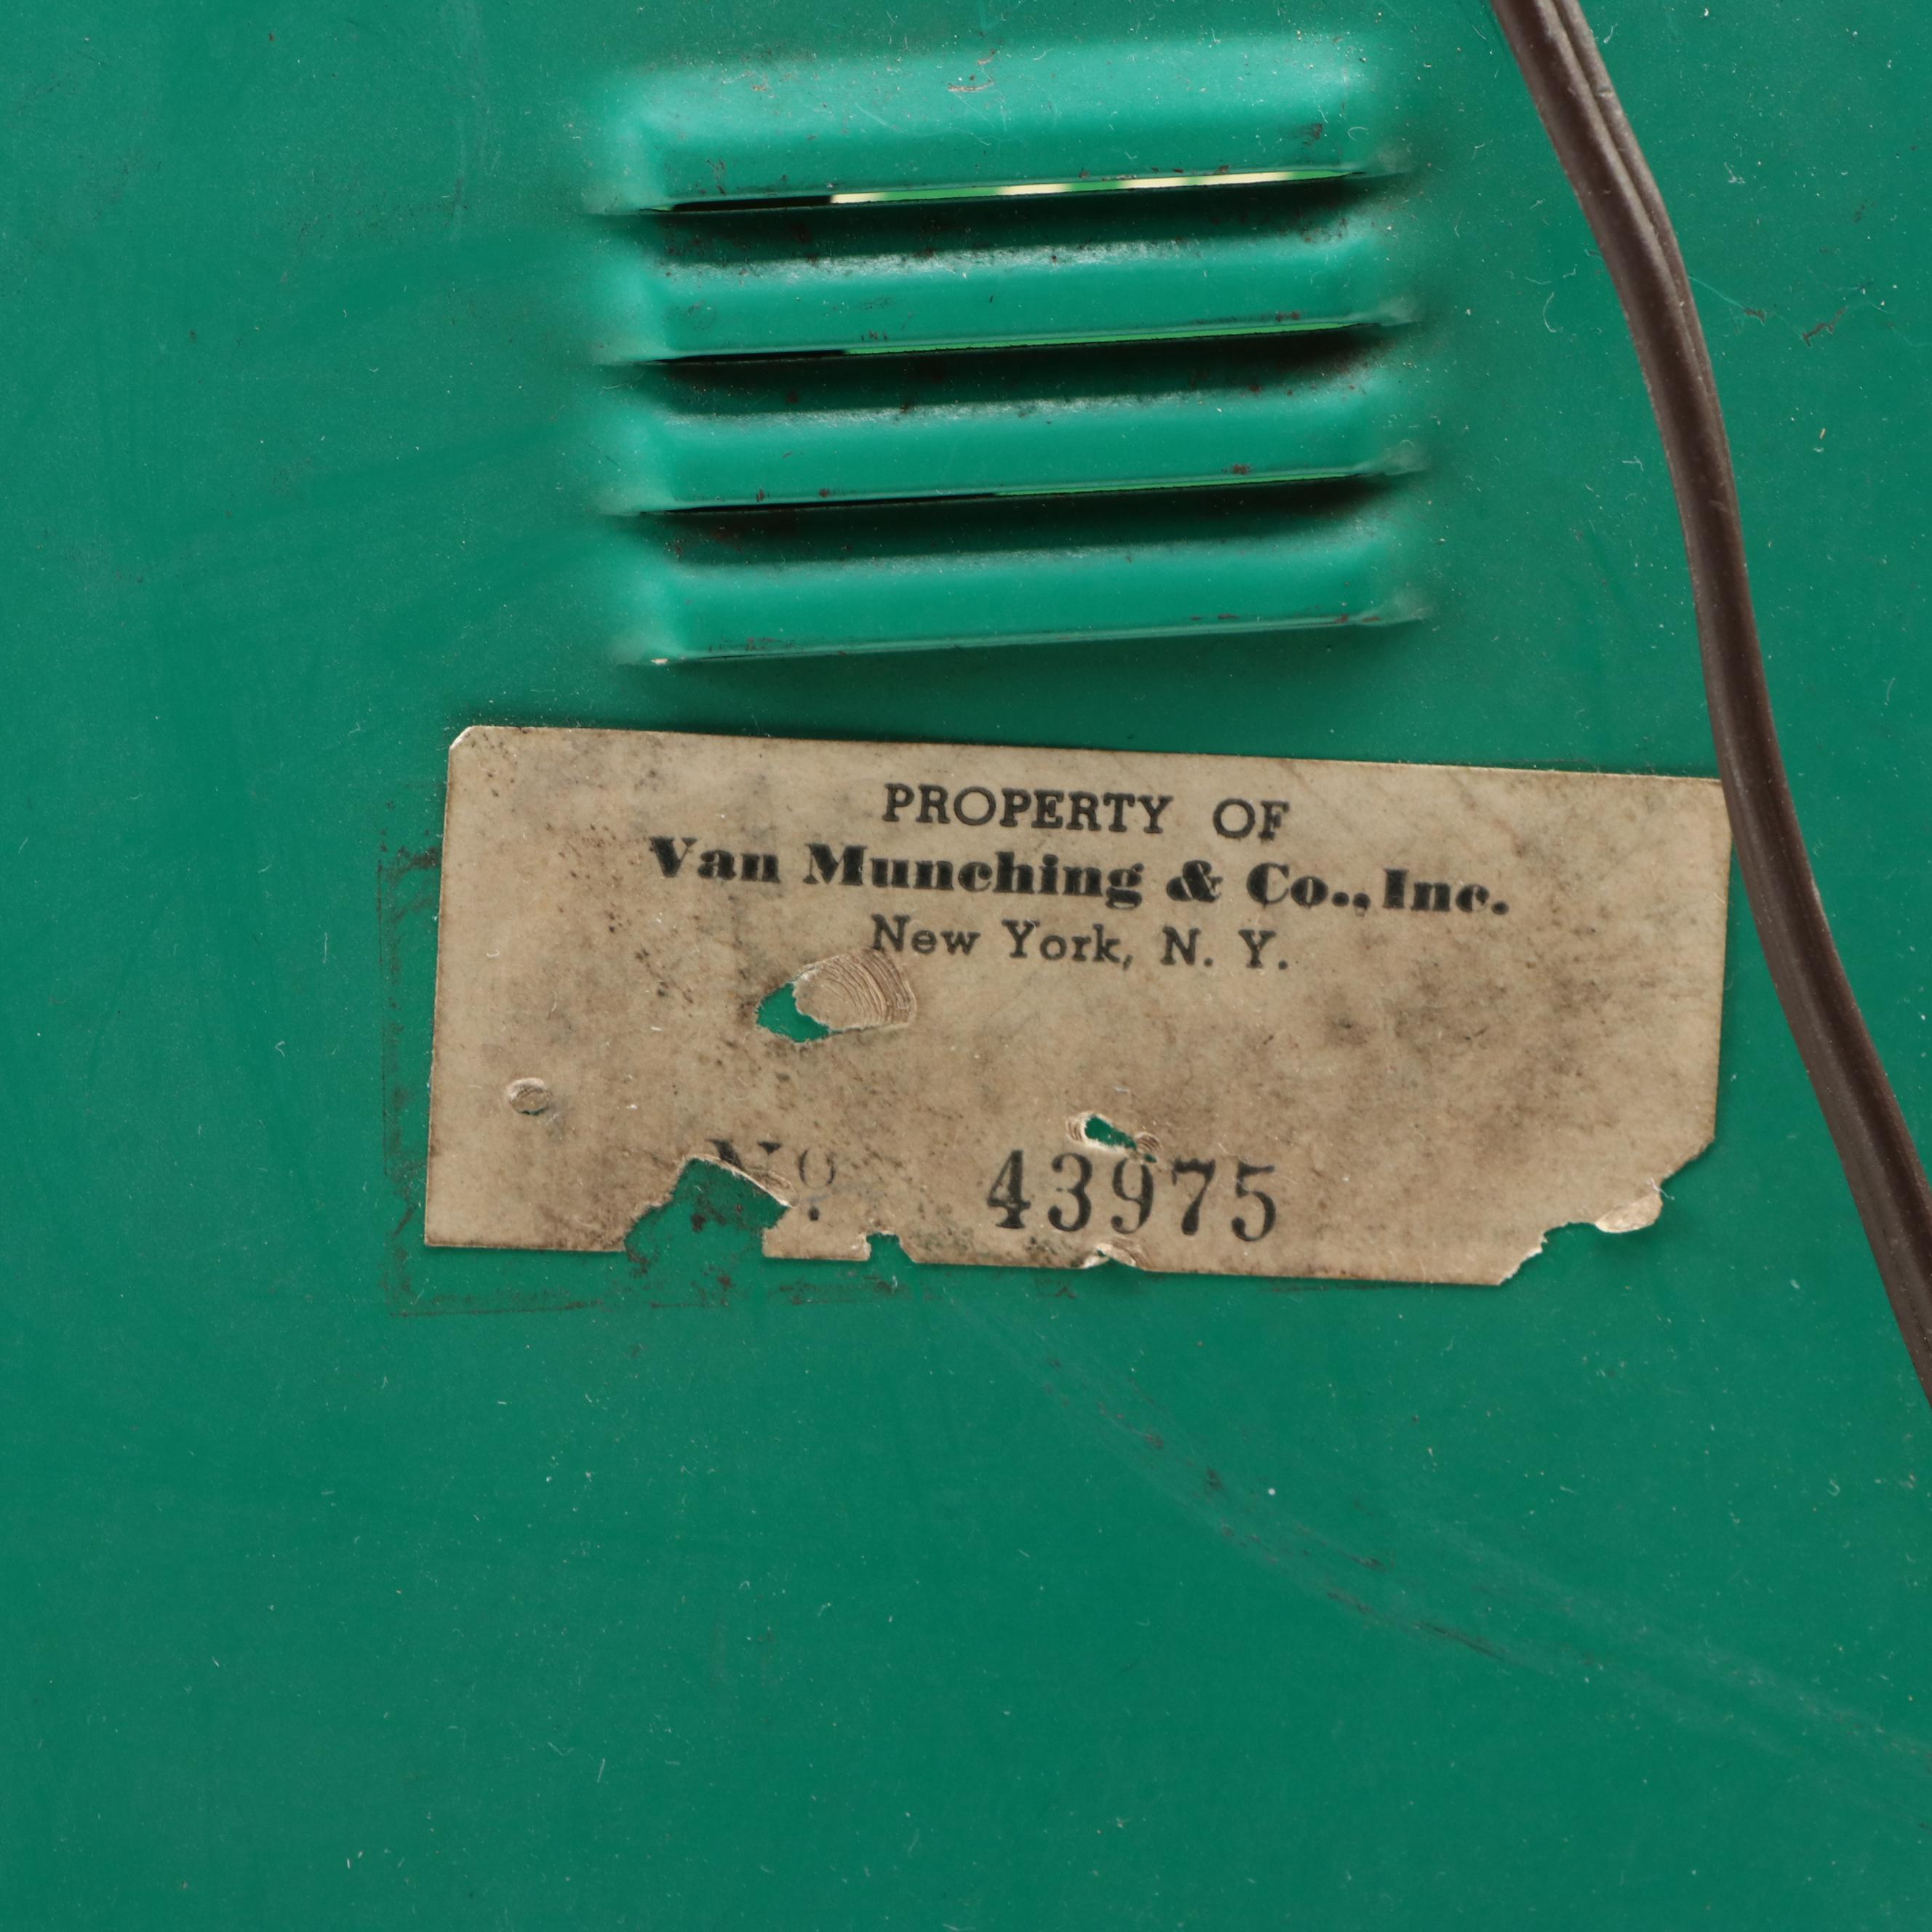 PROPERTY OF
Van Munching & Co., Inc.
New York, N. Y.
No. 43975